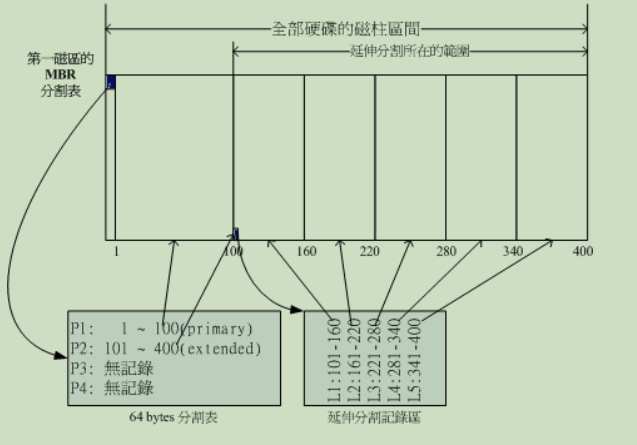 全部硬碟的磁柱區間
延伸分割所在的範圍
第一磁區的
MBR
分割表
1 100 160 220 280 340 400
P1: 1 ~ 100(primary)
P2: 101 ~ 400(extended)
P3: 無記錄
P4: 無記錄
L1:101-160
L2:161-220
L3:221-280
L4:281-340
L5:341-400
64 bytes 分割表
延伸分割記錄區